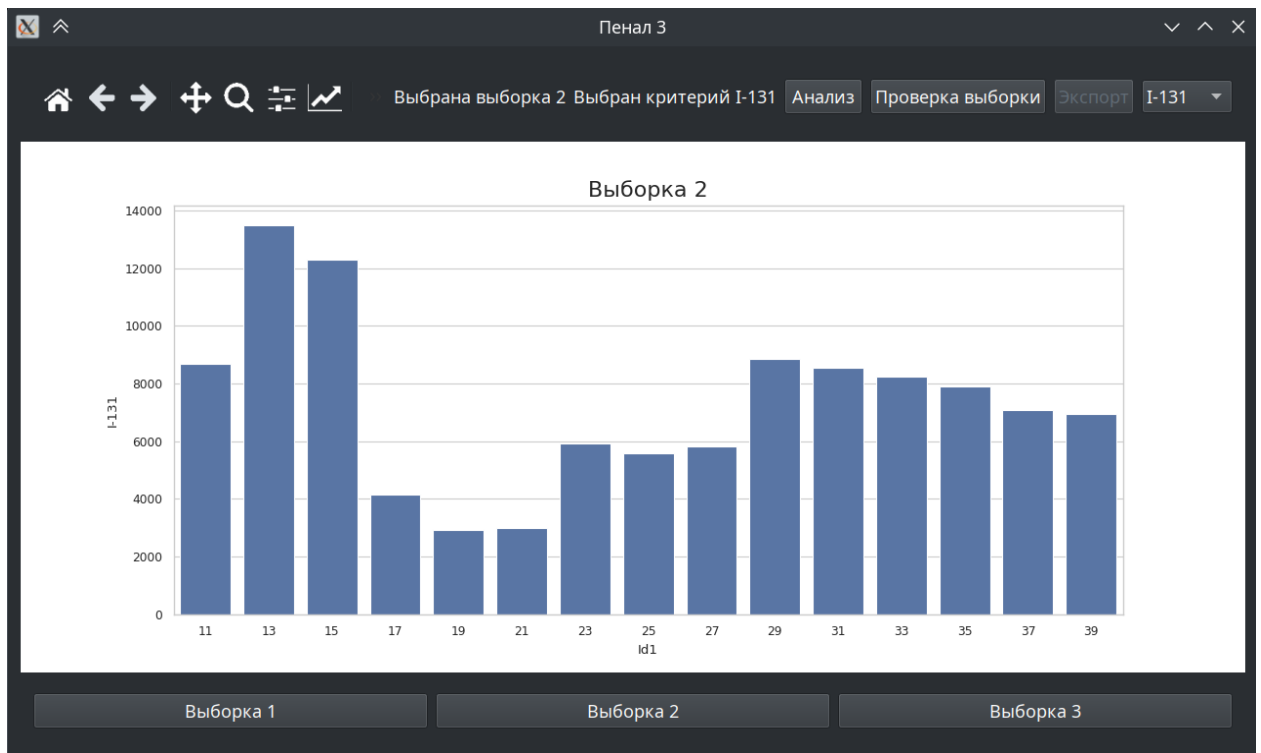 Пенал 3
Выбрана выборка 2 Выбран критерий I-131 Анализ Проверка выборки Экспорт I-131
Выборка 2
14000
12000
10000
8000
6000
4000
2000
0
I-131
11 13 15 17 19 21 23 25 27 29 31 33 35 37 39
Id1
Выборка 1 Выборка 2 Выборка 3